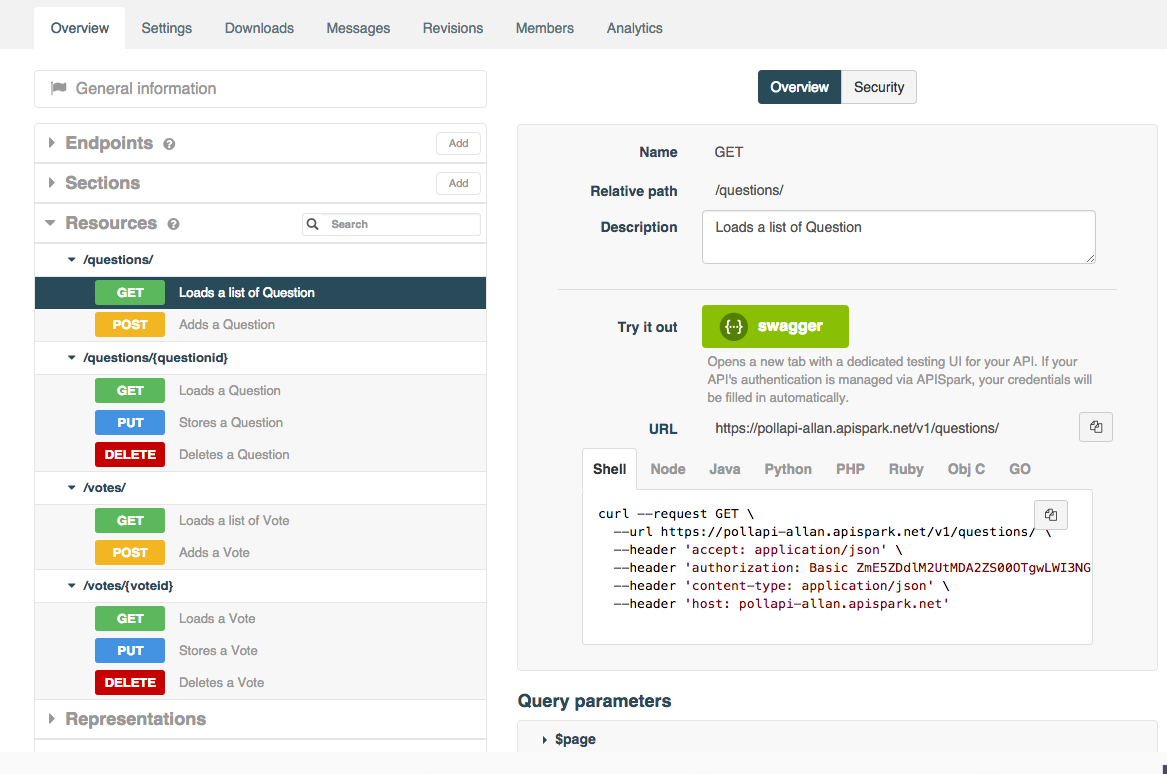 Overview Settings Downloads Messages Revisions Members Analytics
General information
Endpoints ? Add
Sections Add
Resources ? Search
/questions/
GET Loads a list of Question
POST Adds a Question
/questions/{questionid}
GET Loads a Question
PUT Stores a Question
DELETE Deletes a Question
/votes/
GET Loads a list of Vote
POST Adds a Vote
/votes/{voteid}
GET Loads a Vote
PUT Stores a Vote
DELETE Deletes a Vote
Representations
Overview Security
Name GET
Relative path /questions/
Description Loads a list of Question
Try it out {··} swagger
Opens a new tab with a dedicated testing UI for your API. If your
API's authentication is managed via APISpark, your credentials will
be filled in automatically.
URL https://pollapi-allan.apispark.net/v1/questions/
Shell Node Java Python PHP Ruby Obj C GO
curl --request GET \
--url https://pollapi-allan.apispark.net/v1/questions/ \
--header 'accept: application/json' \
--header 'authorization: Basic ZmE5ZDdlM2UtMDA2ZS00OTgwLWI3NG
--header 'content-type: application/json' \
--header 'host: pollapi-allan.apispark.net'
Query parameters
$page